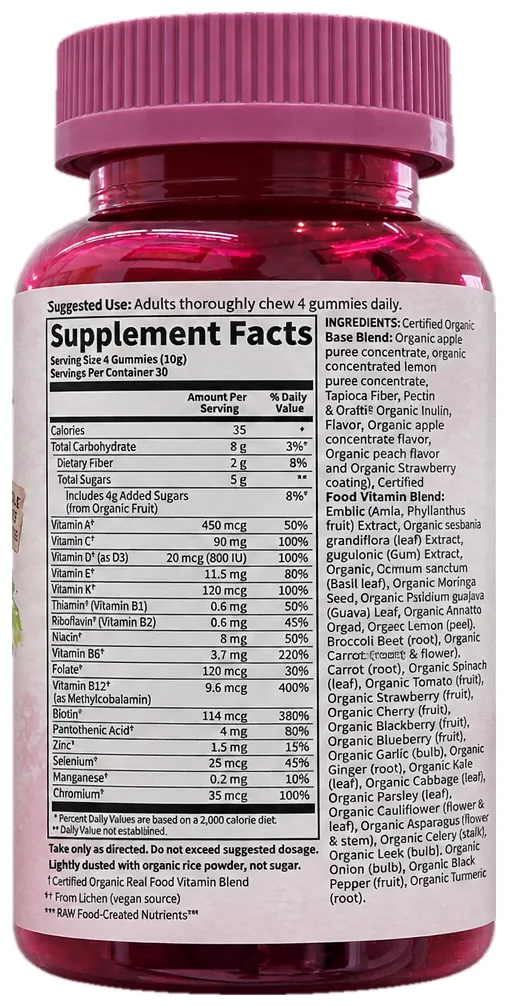 Suggested Use: Adults thoroughly chew 4 gummies daily.
Supplement Facts
Serving Size 4 Gummies (10g)
Servings Per Container 30
Amount Per Serving % Daily Value
Calories 35 +
Total Carbohydrate 8 g 3%*
Dietary Fiber 2 g 8%
Total Sugars 5 g **
Includes 4g Added Sugars 8%*
(from Organic Fruit)
Vitamin A† 450 mcg 50%
Vitamin C† 90 mg 100%
Vitamin D† (as D3) 20 mcg (800 IU) 100%
Vitamin E† 11.5 mg 80%
Vitamin K† 120 mcg 100%
Thiamin† (Vitamin B1) 0.6 mg 50%
Riboflavin† (Vitamin B2) 0.6 mg 45%
Niacin† 8 mg 50%
Vitamin B6† 3.7 mg 220%
Folate† 120 mcg 30%
Vitamin B12† 9.6 mcg 400%
(as Methylcobalamin)
Biotin† 114 mcg 380%
Pantothenic Acid† 4 mg 80%
Zinc† 1.5 mg 15%
Selenium† 25 mcg 45%
Manganese† 0.2 mg 10%
Chromium† 35 mcg 100%
* Percent Daily Values are based on a 2,000 calorie diet.
** Daily Value not established.
Take only as directed. Do not exceed suggested dosage.
Lightly dusted with organic rice powder, not sugar.
† Certified Organic Real Food Vitamin Blend
†† From Lichen (vegan source)
*** RAW Food-Created Nutrients™
INGREDIENTS: Certified Organic
Base Blend: Organic apple
puree concentrate, organic
concentrated lemon
puree concentrate,
Tapioca Fiber, Pectin
& Organic Inulin,
Flavor, Organic apple
concentrate flavor,
Organic peach flavor
and Organic Strawberry
coating), Certified
Food Vitamin Blend:
Emblic (Amla, Phyllanthus
fruit) Extract, Organic sesbania
grandiflora (leaf) Extract,
gugulonic (Gum) Extract,
Organic, sanctum
(Basil leaf), Organic Moringa
Seed, Organic
(Guava) Leaf, Organic Annatto
Orgad, Orgaec Lemon (peel),
Broccoli Beet (root), Organic
Carrot & flower),
Carrot (root), Organic Spinach
(leaf), Organic Tomato (fruit),
Organic Strawberry (fruit),
Organic Cherry (fruit),
Organic Blackberry (fruit),
Organic Blueberry (fruit),
Organic Garlic (bulb), Organic
Ginger (root), Organic Kale
(leaf), Organic Cabbage (leaf),
Organic Parsley (leaf),
Organic Cauliflower (flower &
leaf), Organic Asparagus (flower
& stem), Organic Celery (stalk),
Organic Leek (bulb), Organic
Onion (bulb), Organic Black
Pepper (fruit), Organic Turmeric
(root).